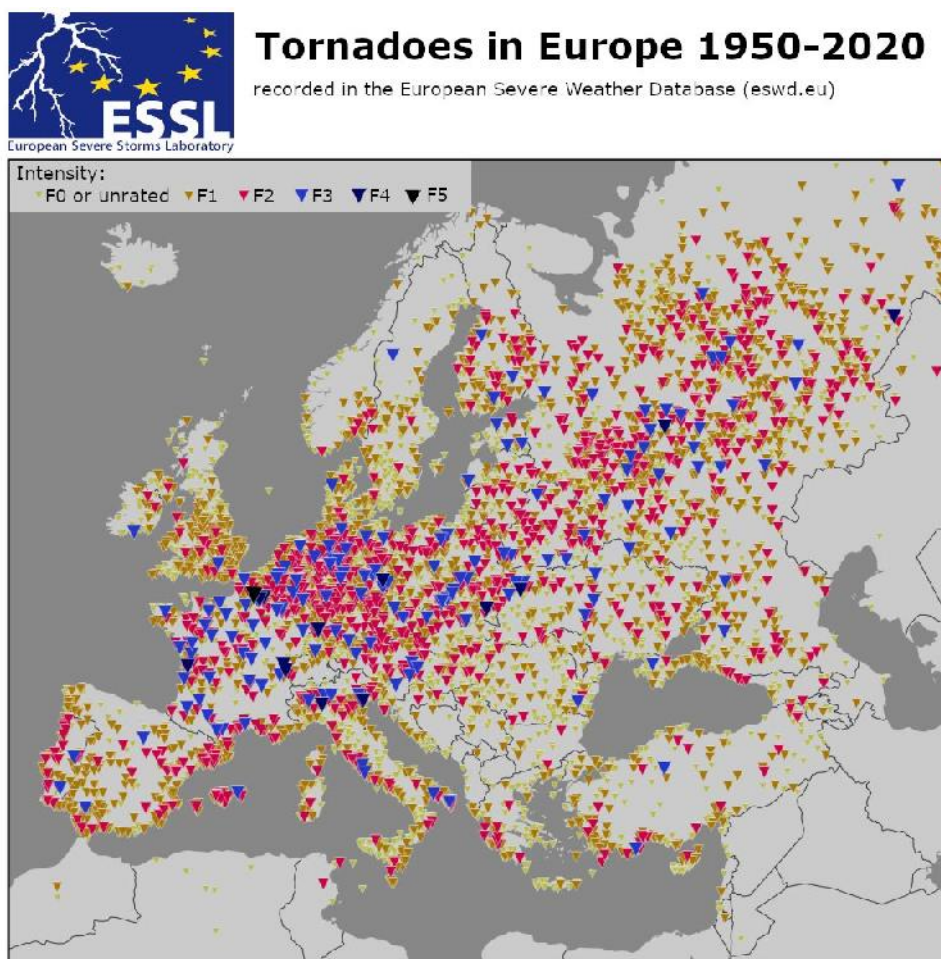 ESSL
European Severe Storms Laboratory
Tornadoes in Europe 1950-2020
recorded in the European Severe Weather Database (eswd.eu)
Intensity:
F0 or unrated F1 F2 F3 F4 F5